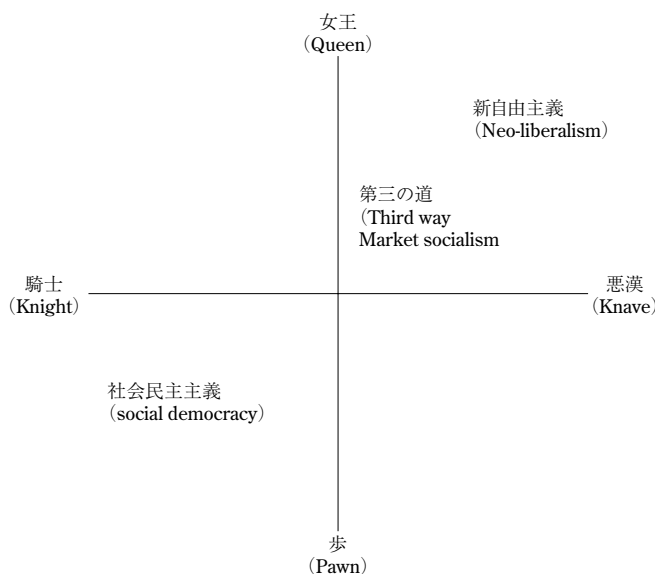 女王
(Queen)
新自由主義
(Neo-liberalism)
第三の道
(Third way
Market socialism
騎士
(Knight)
悪漢
(Knave)
社会民主主義
(social democracy)
歩
(Pawn)